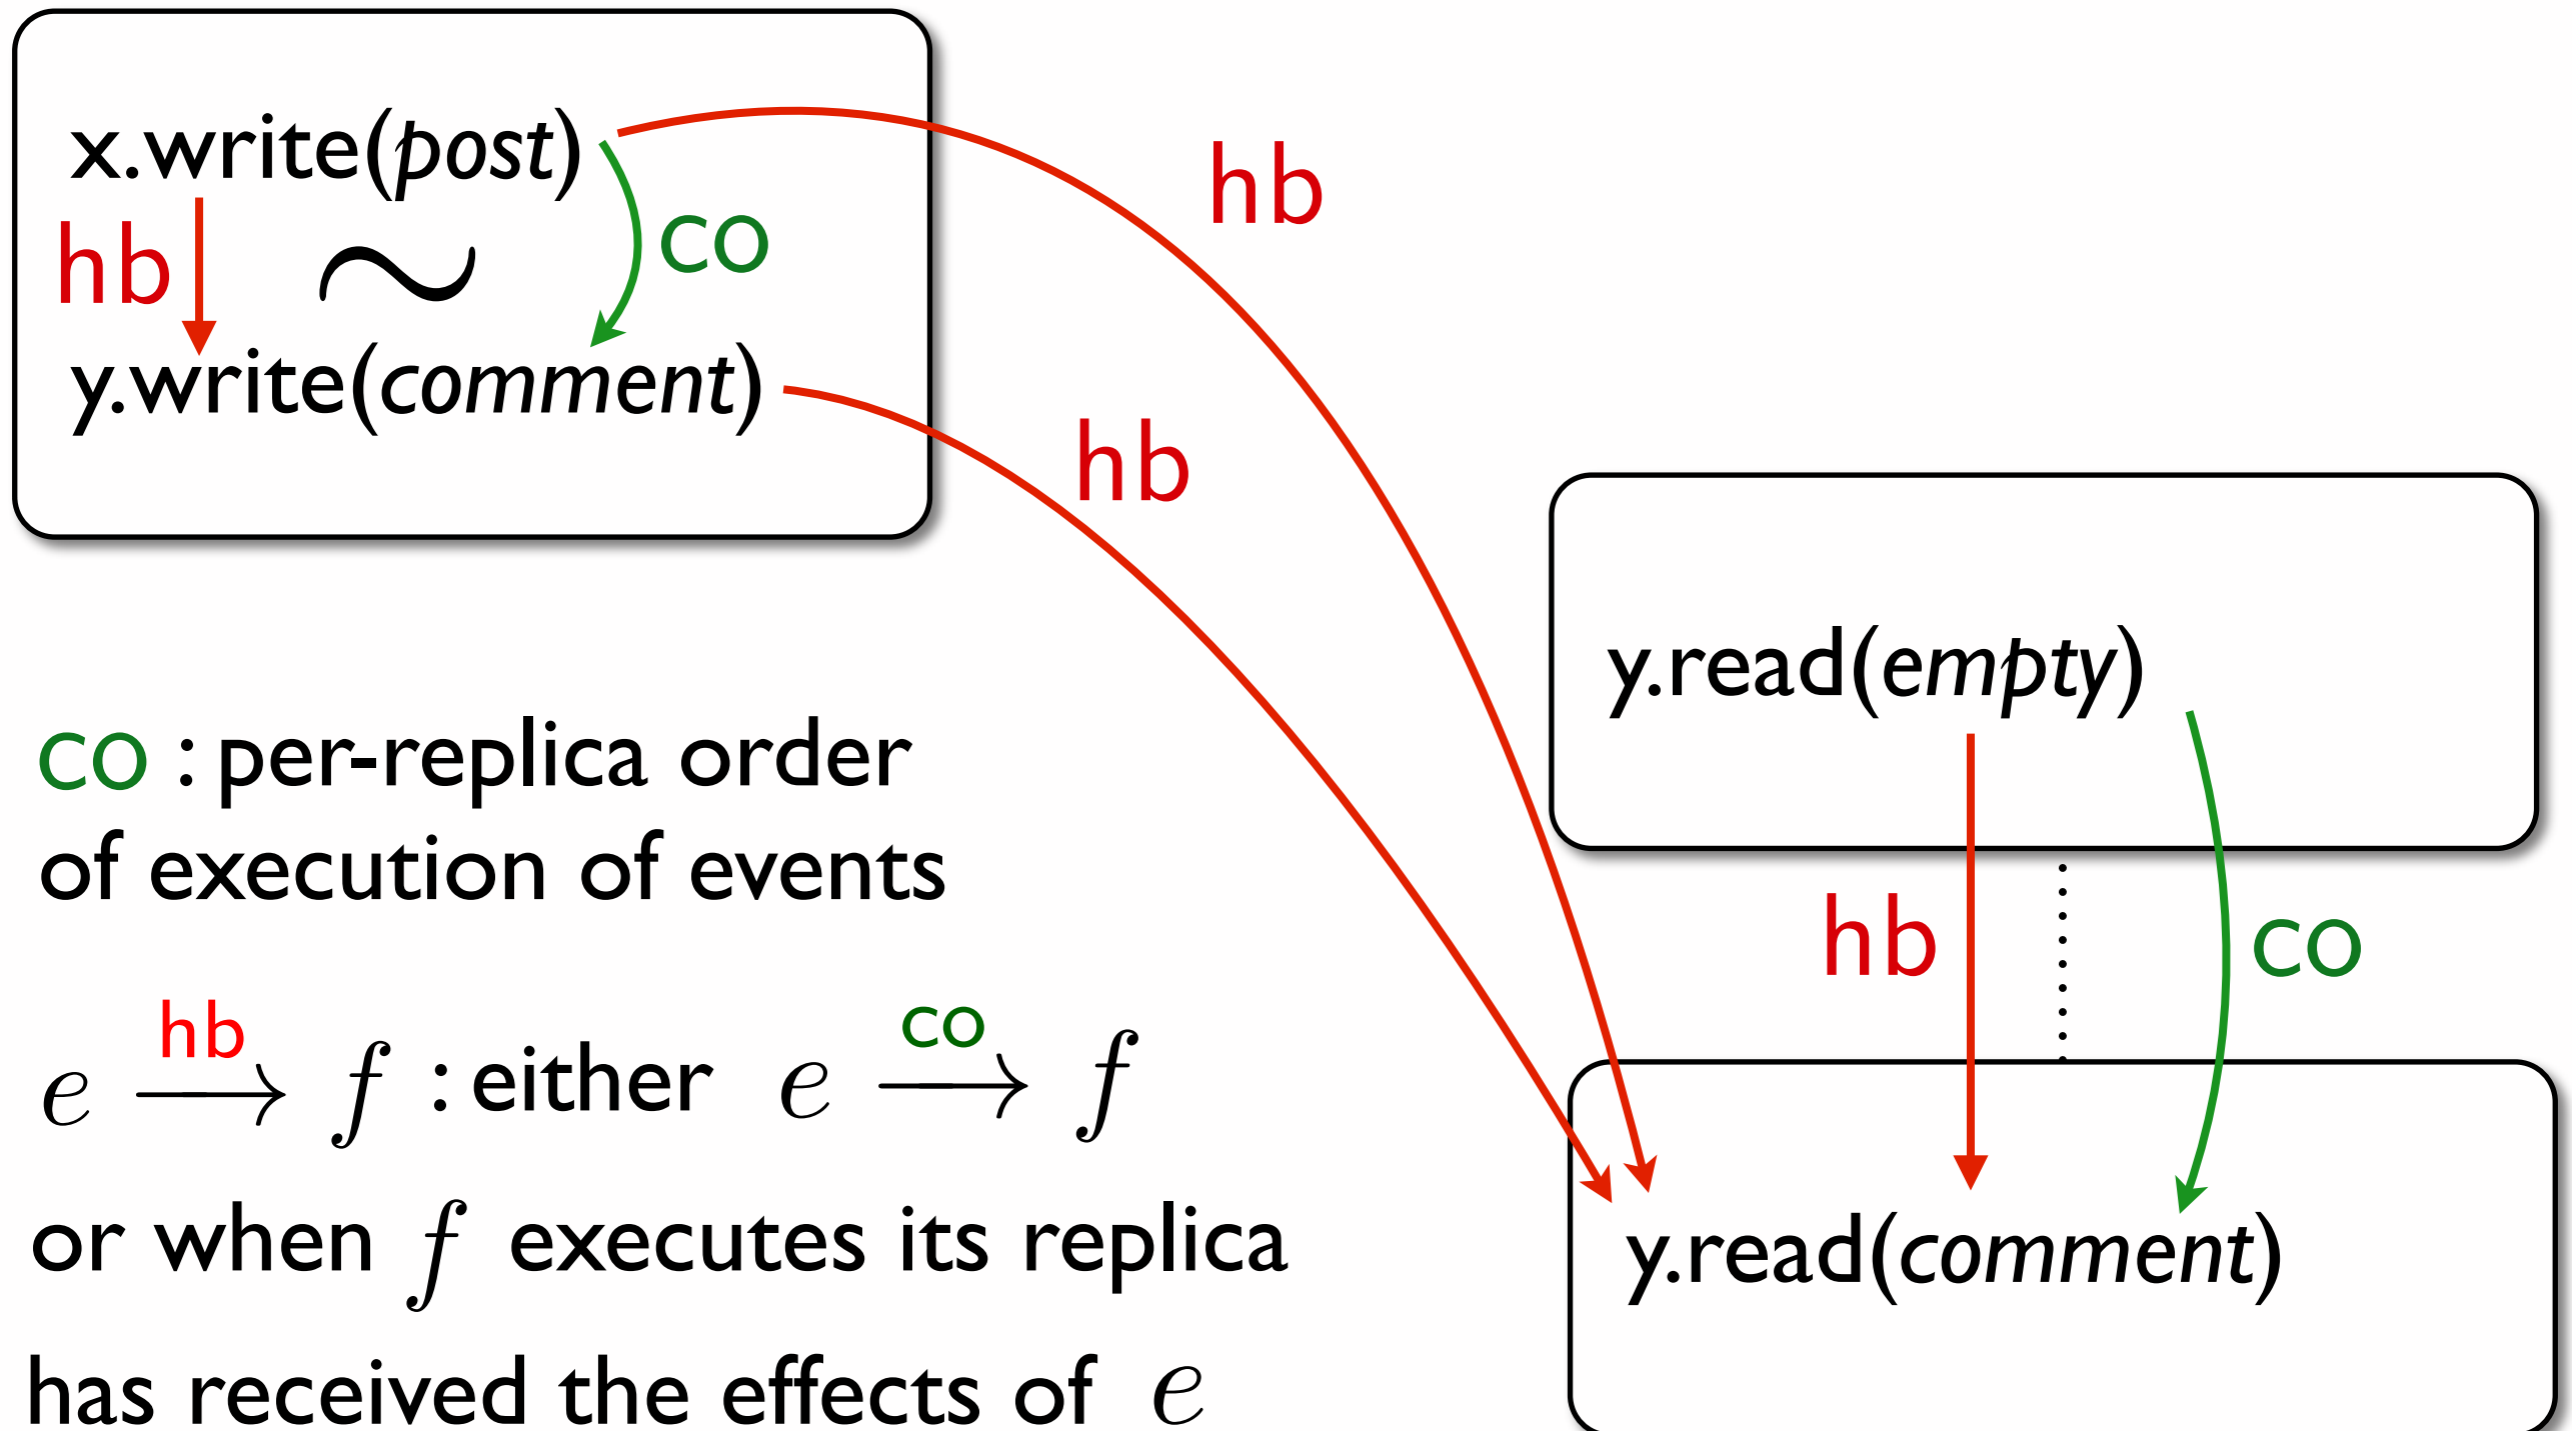 x.write(post)
hb
∼
co
y.write(comment)
hb
hb
y.read(empty)
hb
co
y.read(comment)
co : per-replica order
of execution of events
e hb⟶ f : either e co⟶ f
or when f executes its replica
has received the effects of e